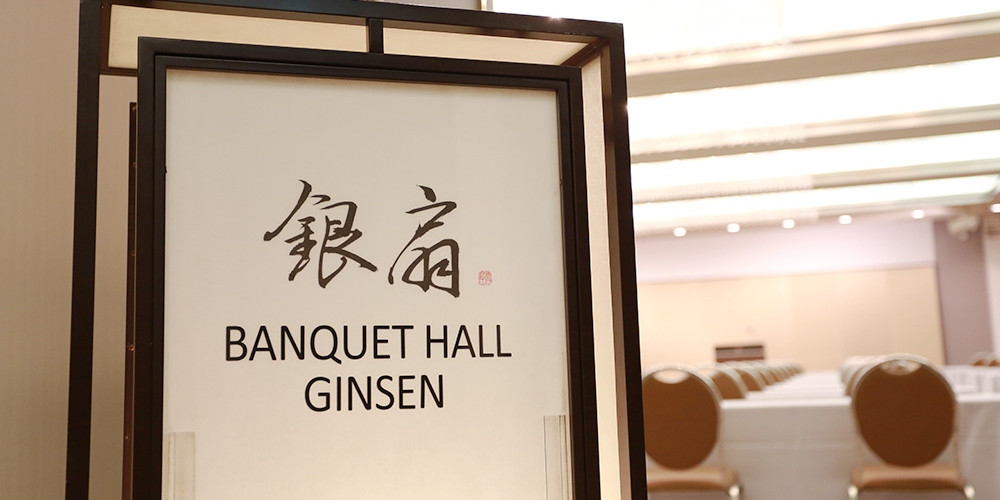 銀扇
BANQUET HALL
GINSEN